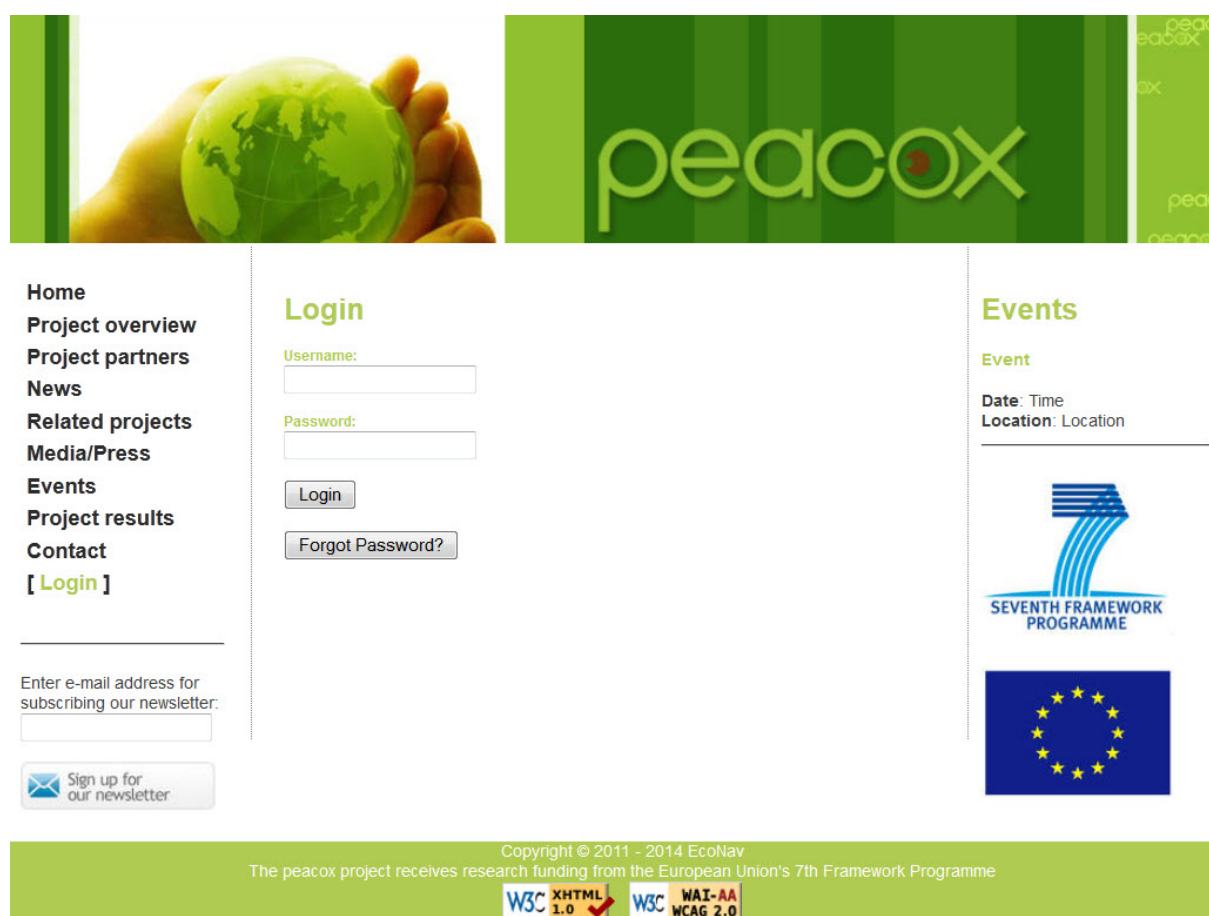 peacox
peacox
Home
Project overview
Project partners
News
Related projects
Media/Press
Events
Project results
Contact
[ Login ]
Enter e-mail address for
subscribing our newsletter:
Sign up for
our newsletter
Login
Username:
Password:
Login
Forgot Password?
Events
Event
Date: Time
Location: Location
7
SEVENTH FRAMEWORK
PROGRAMME
Copyright © 2011 - 2014 EcoNav
The peacox project receives research funding from the European Union's 7th Framework Programme
W3C XHTML 1.0
W3C WAI-AA WCAG 2.0